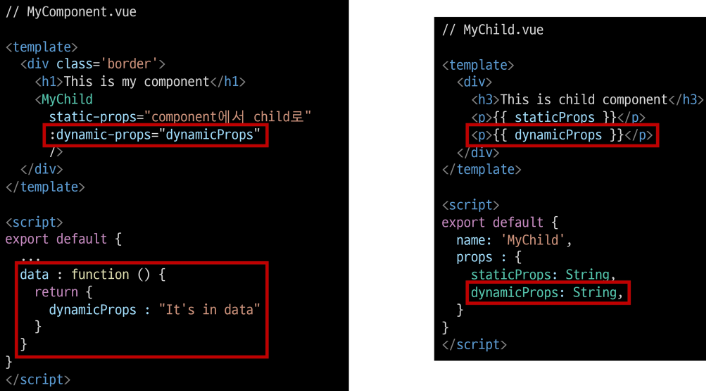 // MyComponent.vue
<template>
<div class='border'>
<h1>This is my component</h1>
<MyChild
static-props="component에서 child로"
:dynamic-props="dynamicProps"
/>
</div>
</template>
<script>
export default {
...
data : function () {
return {
dynamicProps : "It's in data"
}
}
}
</script>
// MyChild.vue
<template>
<div>
<h3>This is child component</h3>
<p>{{ staticProps }}</p>
<p>{{ dynamicProps }}</p>
</div>
</template>
<script>
export default {
name: 'MyChild',
props : {
staticProps: String,
dynamicProps: String,
}
}
</script>